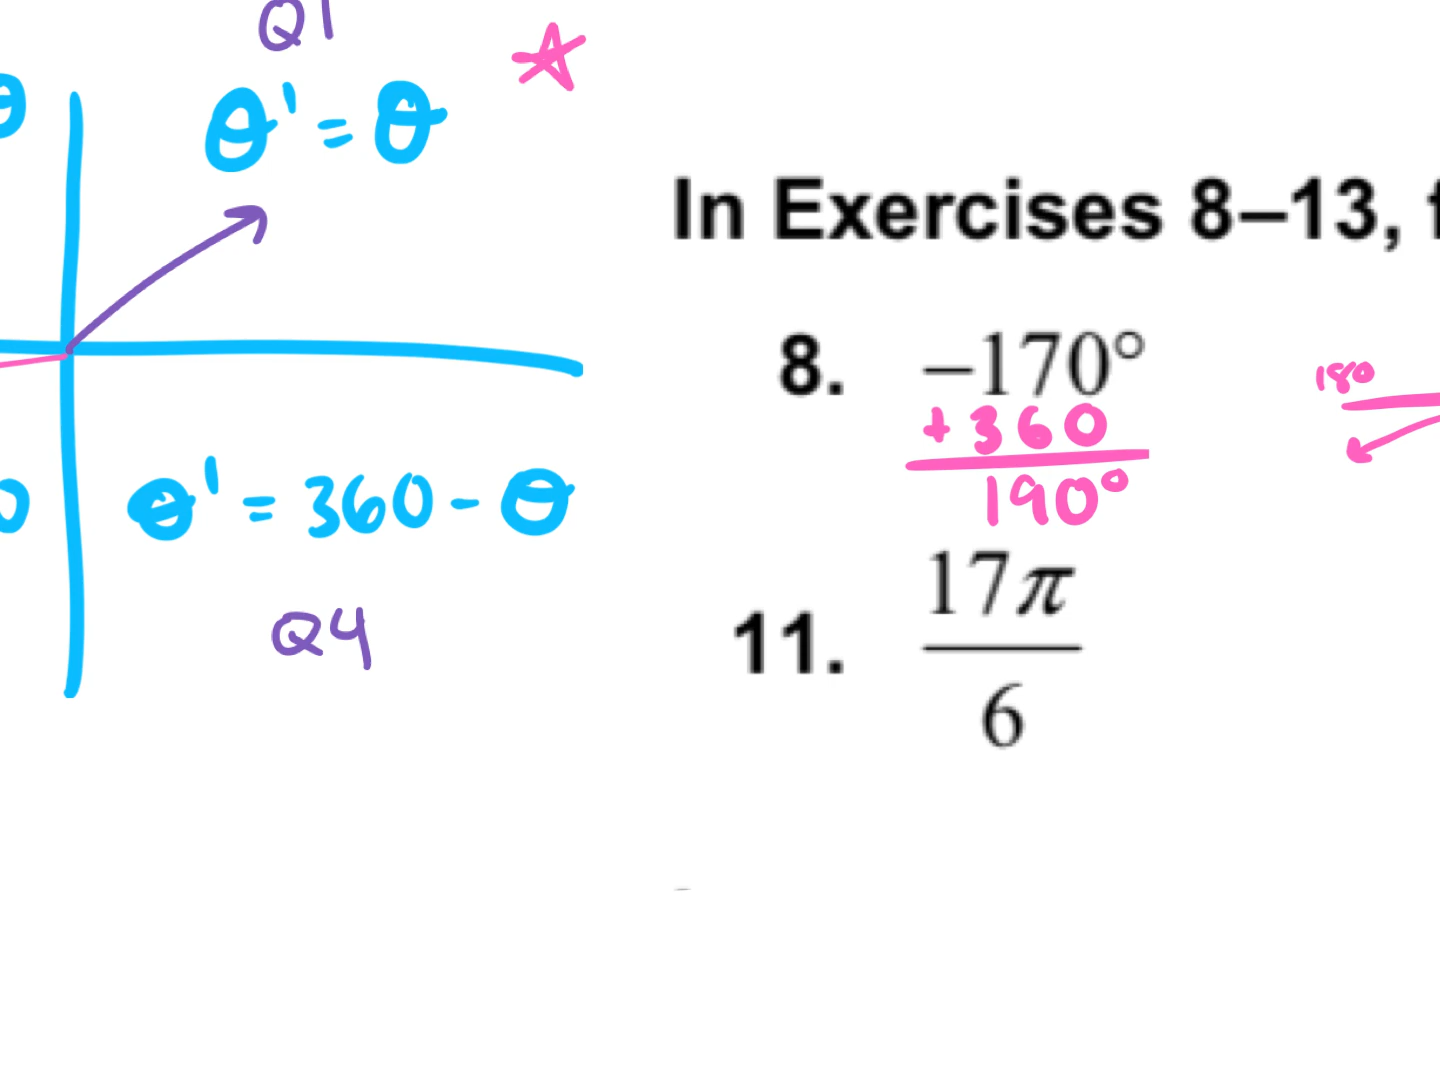 Q1
θ' = θ
θ' = 360 - θ
Q4
In Exercises 8–13,
8. −170°
+ 360
190°
180
11. 17π
6